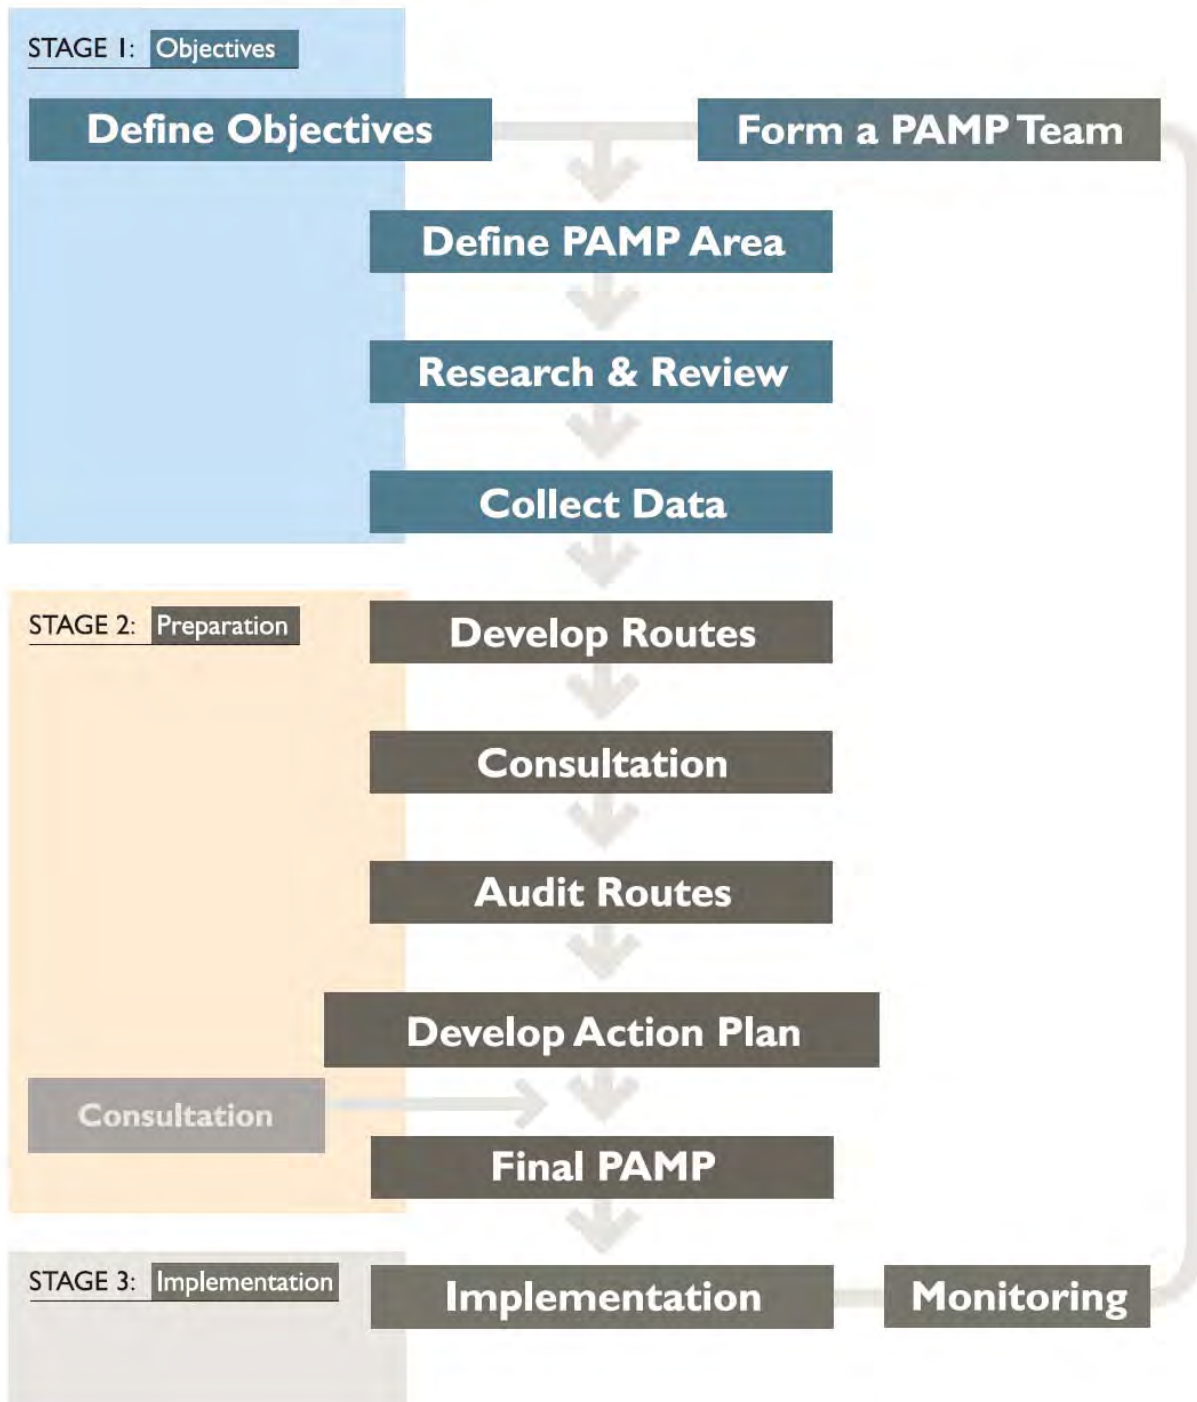 STAGE 1: Objectives
Define Objectives
Form a PAMP Team
Define PAMP Area
Research & Review
Collect Data
STAGE 2: Preparation
Develop Routes
Consultation
Audit Routes
Develop Action Plan
Consultation
Final PAMP
STAGE 3: Implementation
Implementation
Monitoring